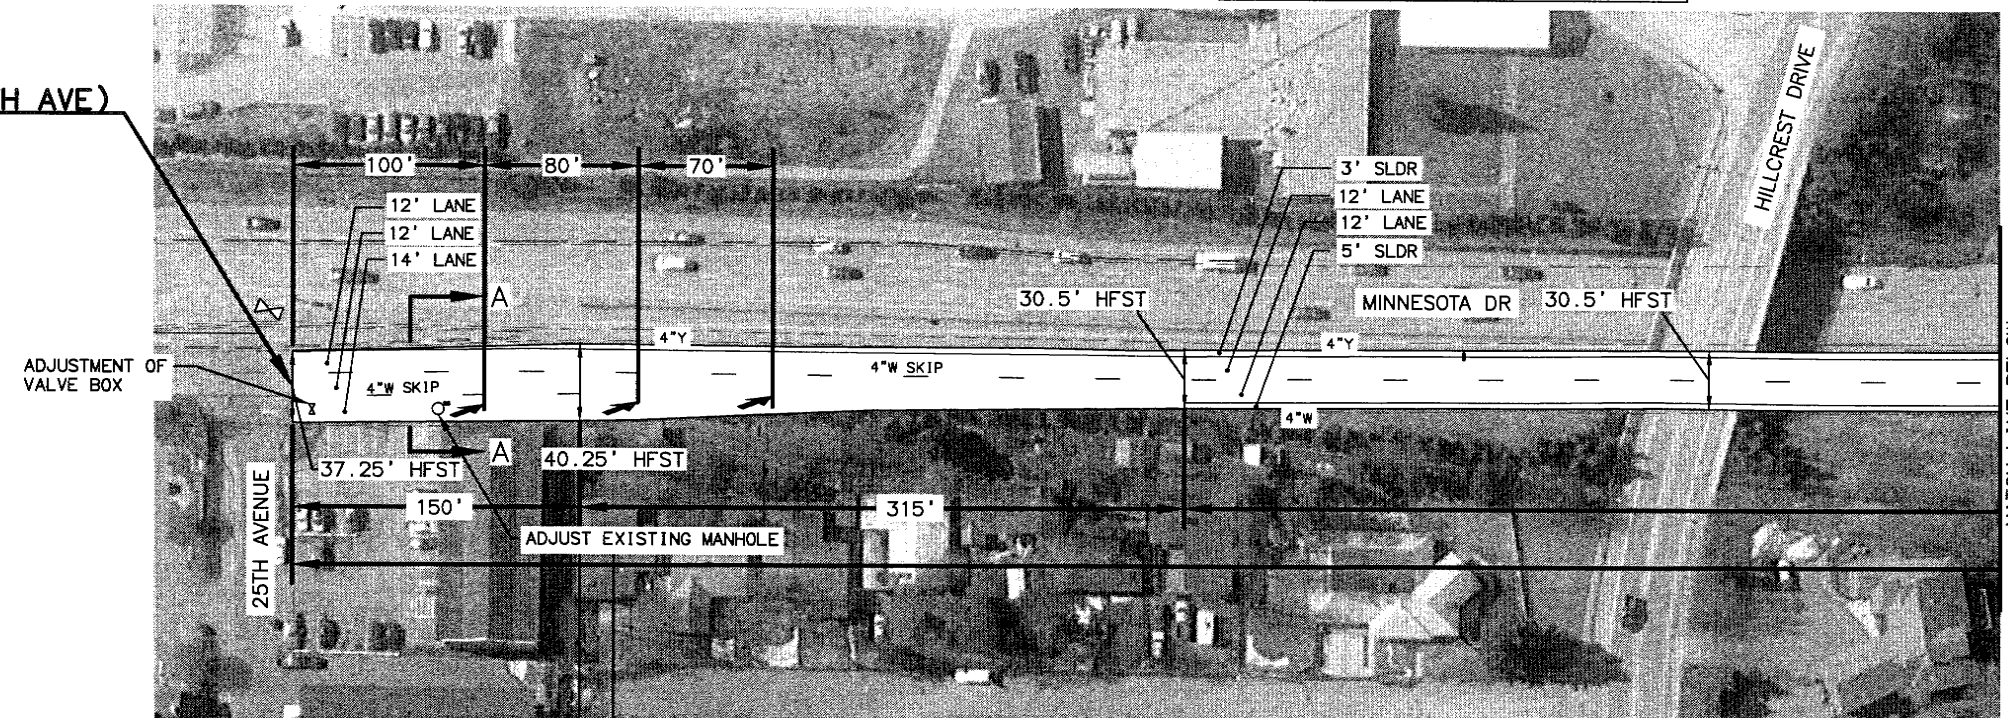 H AVE)
100'
80'
70'
12' LANE
12' LANE
14' LANE
3' SLDR
12' LANE
12' LANE
5' SLDR
HILLCREST DRIVE
A
30.5' HFST
MINNESOTA DR
30.5' HFST
4"Y
4"Y
4"W SKIP
4"W SKIP
ADJUSTMENT OF
VALVE BOX
4"W
A
37.25' HFST
40.25' HFST
25TH AVENUE
150'
315'
ADJUST EXISTING MANHOLE